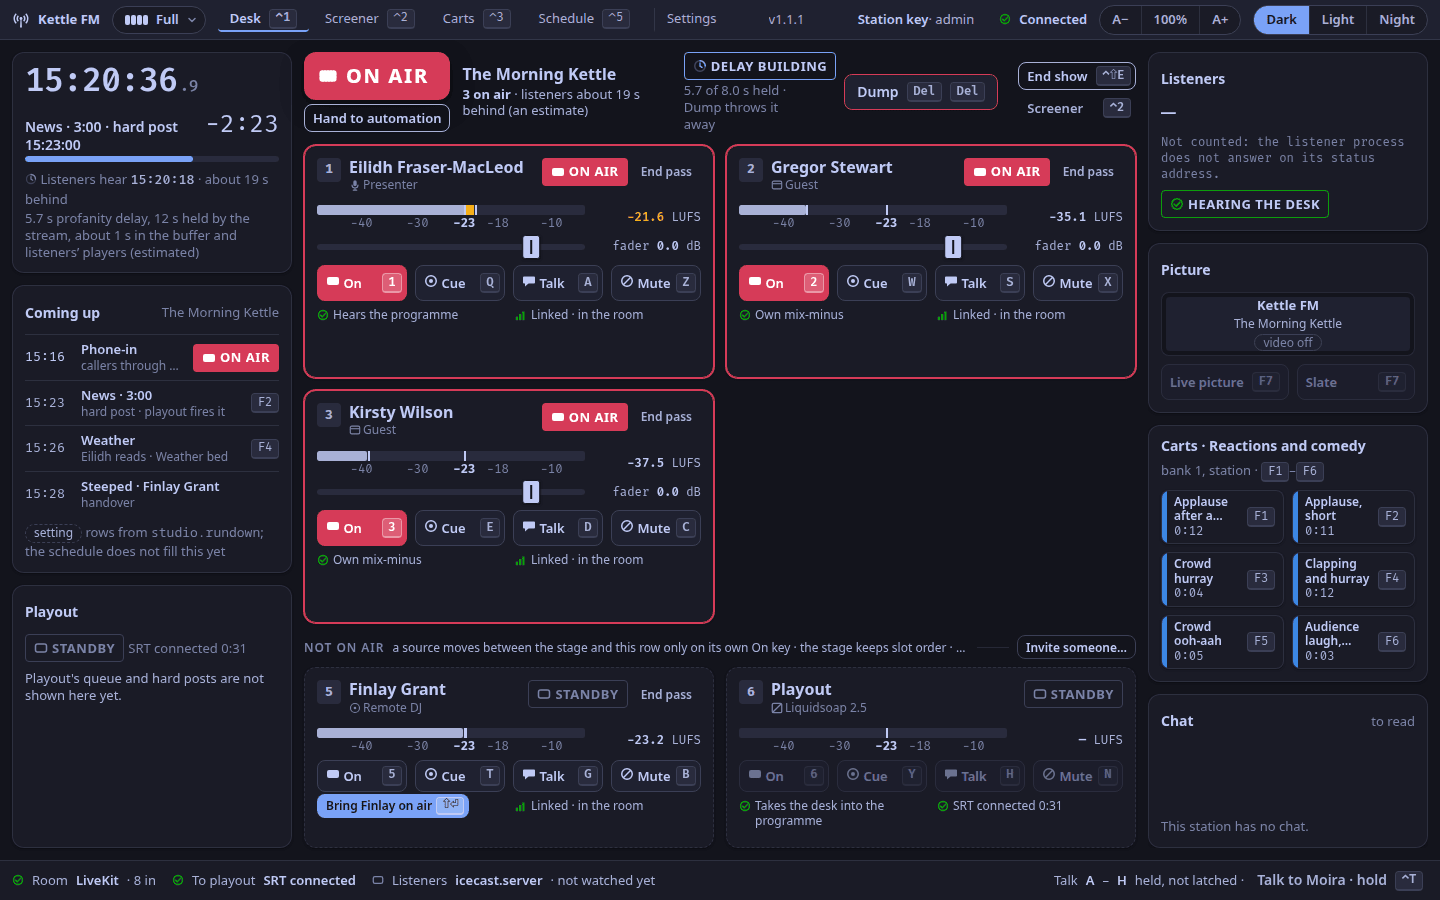 Kettle FM
Full
Desk ^1
Screener ^2
Carts ^3
Schedule ^5
Settings
v1.1.1
Station key · admin
Connected
A− 100% A+
Dark Light Night
15:20:36.9
News · 3:00 · hard post 15:23:00
−2:23
Listeners hear 15:20:18 · about 19 s behind
5.7 s profanity delay, 12 s held by the
stream, about 1 s in the buffer and
listeners’ players (estimated)
Coming up
The Morning Kettle
15:16 Phone-in
callers through ...
ON AIR
15:23 News · 3:00
hard post · playout fires it
F2
15:26 Weather
Eilidh reads · Weather bed
F4
15:28 Steeped · Finlay Grant
handover
setting rows from studio.rundown;
the schedule does not fill this yet
Playout
STANDBY SRT connected 0:31
Playout's queue and hard posts are not
shown here yet.
ON AIR
Hand to automation
The Morning Kettle
3 on air · listeners about 19 s
behind (an estimate)
DELAY BUILDING
5.7 of 8.0 s held ·
Dump throws it
away
Dump Del Del
End show ^⇧E
Screener ^2
1 Eilidh Fraser-MacLeod
Presenter
ON AIR
End pass
-40 -30 -23 -18 -10
-21.6 LUFS
fader 0.0 dB
On 1 Cue Q Talk A Mute Z
Hears the programme
Linked · in the room
2 Gregor Stewart
Guest
ON AIR
End pass
-40 -30 -23 -18 -10
-35.1 LUFS
fader 0.0 dB
On 2 Cue W Talk S Mute X
Own mix-minus
Linked · in the room
3 Kirsty Wilson
Guest
ON AIR
End pass
-40 -30 -23 -18 -10
-37.5 LUFS
fader 0.0 dB
On 3 Cue E Talk D Mute C
Own mix-minus
Linked · in the room
NOT ON AIR a source moves between the stage and this row only on its own On key · the stage keeps slot order · ...
Invite someone...
5 Finlay Grant
Remote DJ
STANDBY
End pass
-40 -30 -23 -18 -10
-23.2 LUFS
On 5 Cue T Talk G Mute B
Bring Finlay on air ⇧⏎
Linked · in the room
6 Playout
Liquidsoap 2.5
STANDBY
-40 -30 -23 -18 -10
— LUFS
On 6 Cue Y Talk H Mute N
Takes the desk into the
programme
SRT connected 0:31
Listeners
—
Not counted: the listener process
does not answer on its status
address.
HEARING THE DESK
Picture
Kettle FM
The Morning Kettle
video off
Live picture F7
Slate F7
Carts · Reactions and comedy
bank 1, station · F1–F6
Applause
after a...
0:12
F1
Applause,
short
0:11
F2
Crowd
hurray
0:04
F3
Clapping
and hurray
0:12
F4
Crowd
ooh-aah
0:05
F5
Audience
laugh,...
0:03
F6
Chat
to read
This station has no chat.
Room LiveKit · 8 in
To playout SRT connected
Listeners icecast.server · not watched yet
Talk A – H held, not latched ·
Talk to Moira · hold ^T